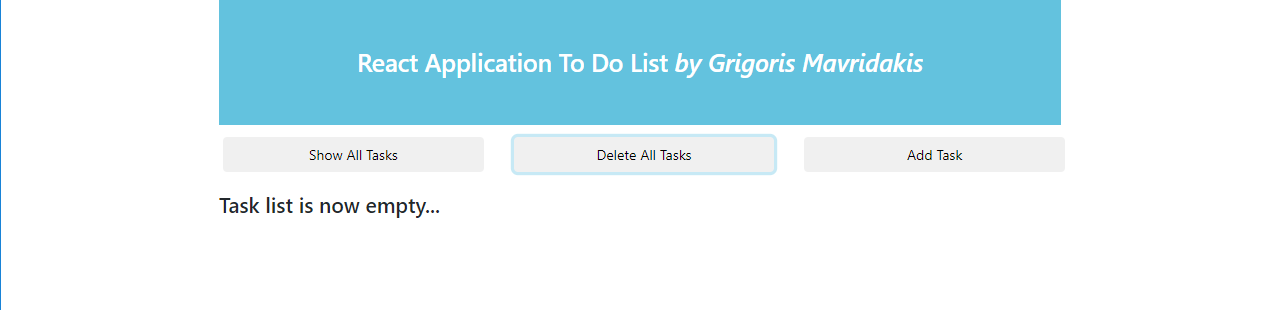 React Application To Do List by Grigoris Mavridakis
Show All Tasks
Delete All Tasks
Add Task
Task list is now empty...